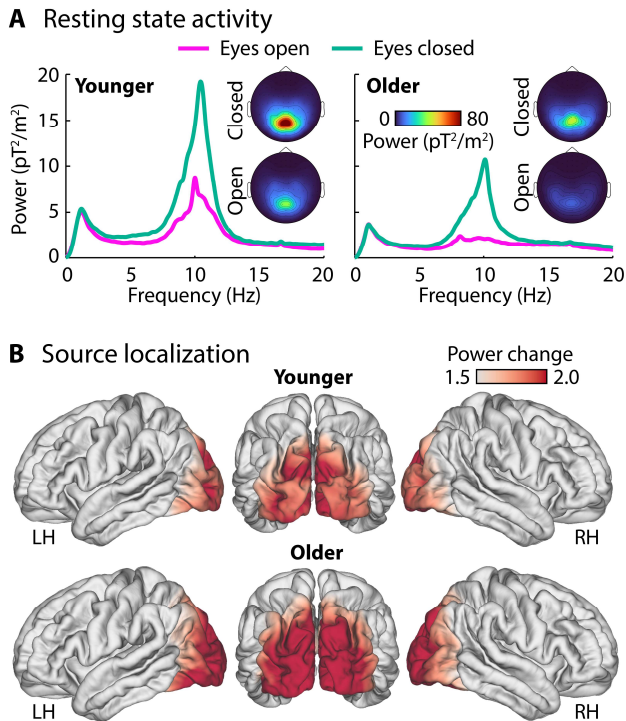 A Resting state activity
Eyes open Eyes closed
Younger
Power (pT²/m²)
20
15
10
5
0
0 5 10 15 20
Frequency (Hz)
Closed
Open
Older
0 80
Power (pT²/m²)
Closed
Open
0 5 10 15 20
Frequency (Hz)
B Source localization
Power change
1.5 2.0
Younger
LH RH
Older
LH RH